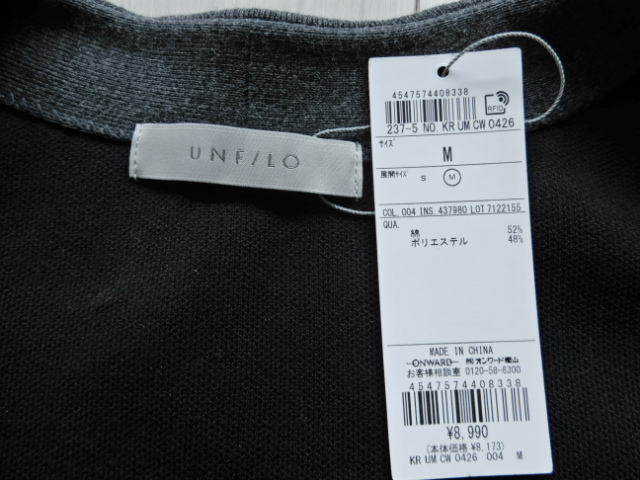 UNF/LO
4547574408338
RFID
237-5 NO. KR UM CW 0426
サイズ
M
展開サイズ S M
COL. 004 INS. 437980 LOT 7122155
QUA.
綿 52%
ポリエステル 48%
MADE IN CHINA
ONWARD ㈱オンワード樫山
お客様相談室 0120-58-6300
4547574408338
¥8,990
(本体価格 ¥8,173)
KR UM CW 0426 004 M